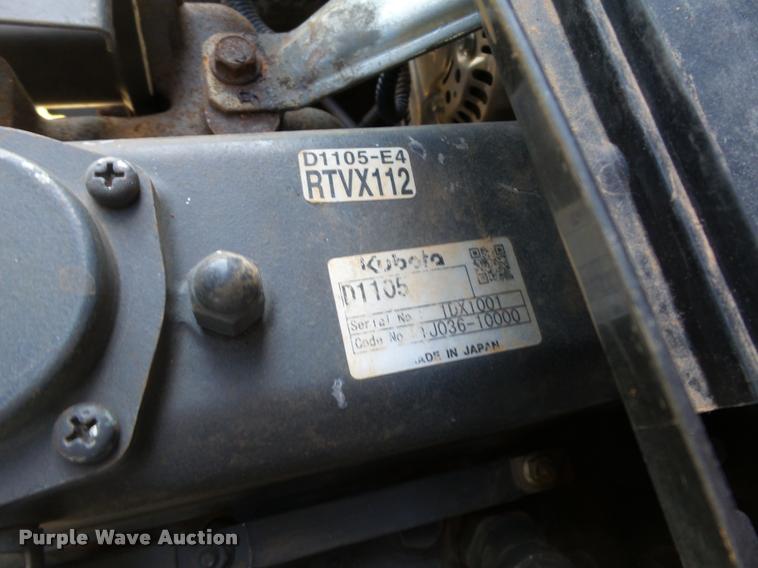 D1105-E4
RTVX112
Kubota
D1105
Serial No. 1DX1001
Code No. 1J036-10000
MADE IN JAPAN
Purple Wave Auction